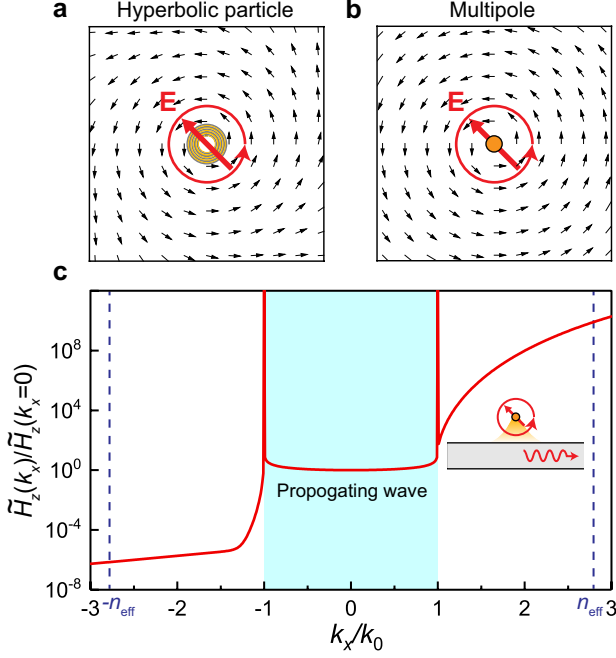 a Hyperbolic particle
b Multipole
E
E
c
H̃z(kx)/H̃z(kx=0)
10⁸
10⁴
10⁰
10⁻⁴
10⁻⁸
Propogating wave
-3 -2 -1 0 1 2 3
-neff
neff
kx/k0